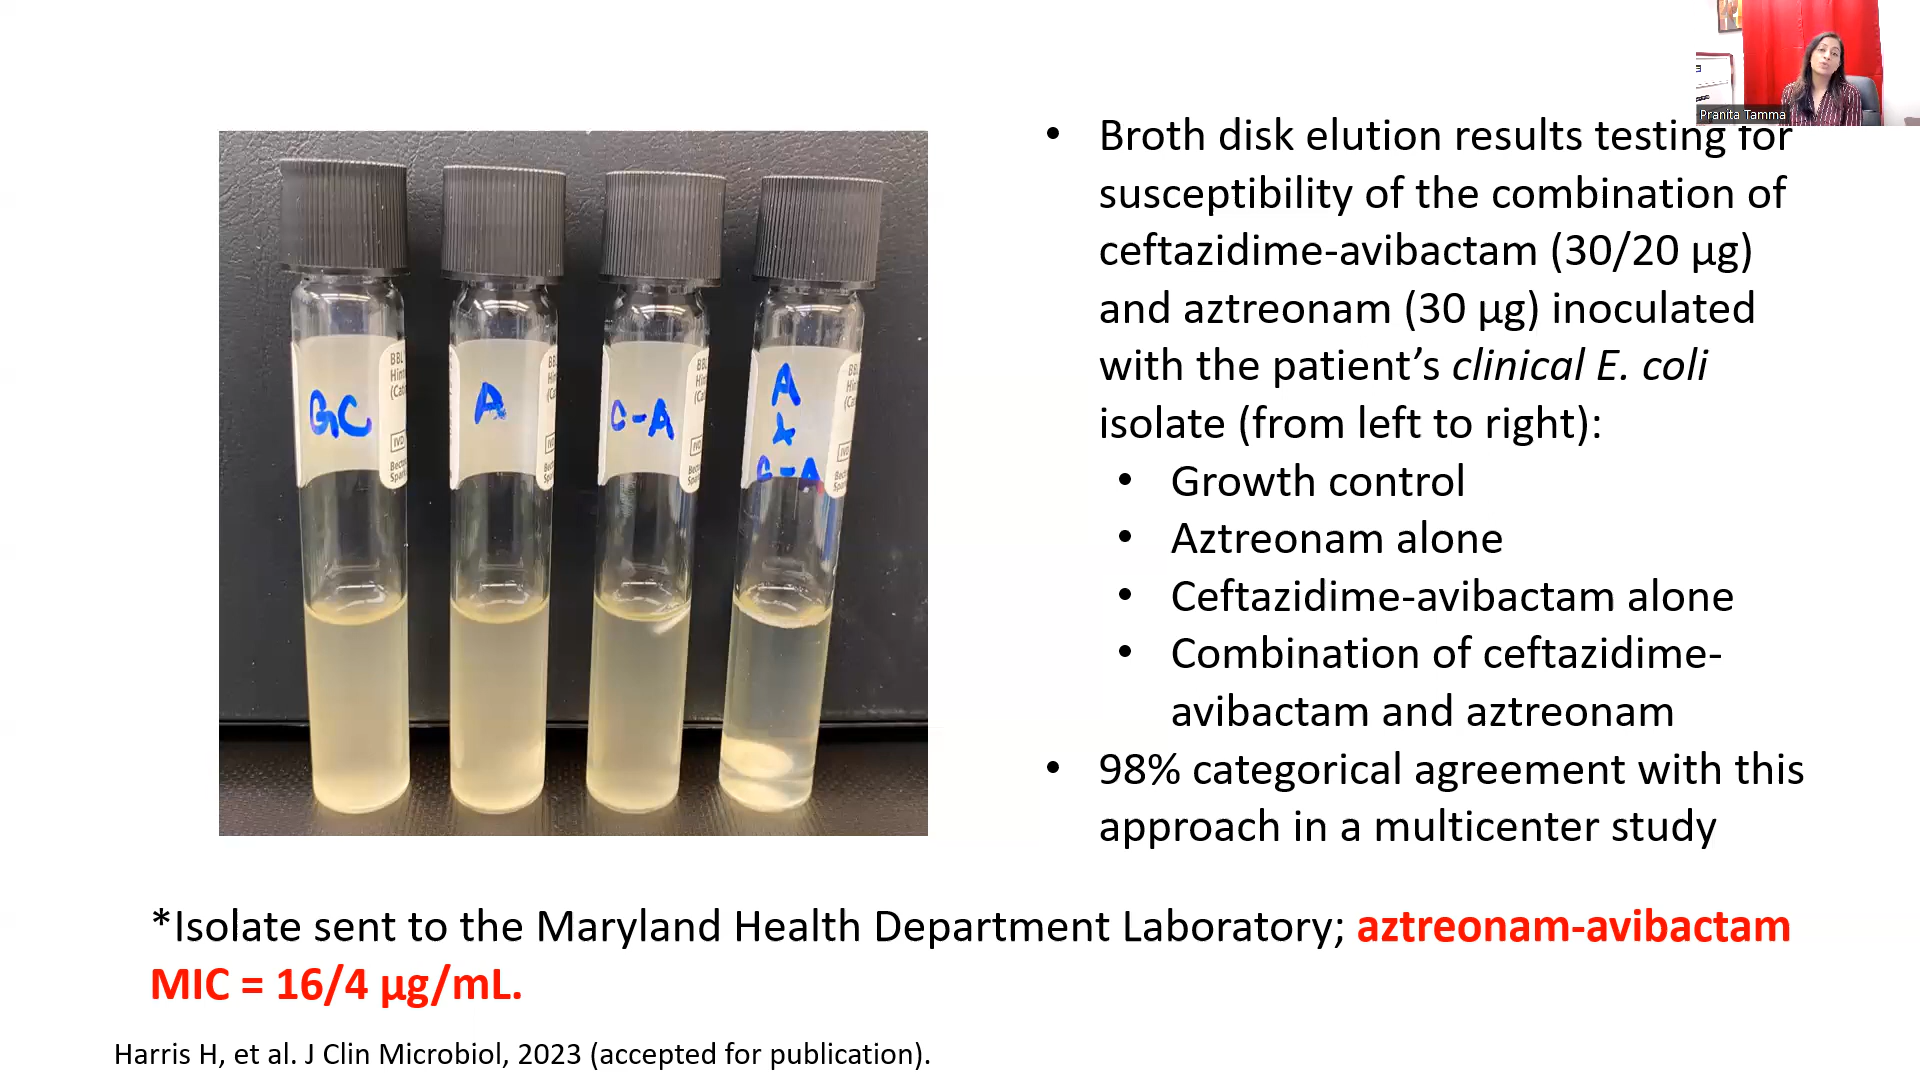 Pranita Tamma
• Broth disk elution results testing for
susceptibility of the combination of
ceftazidime-avibactam (30/20 µg)
and aztreonam (30 µg) inoculated
with the patient’s clinical E. coli
isolate (from left to right):
• Growth control
• Aztreonam alone
• Ceftazidime-avibactam alone
• Combination of ceftazidime-
avibactam and aztreonam
• 98% categorical agreement with this
approach in a multicenter study
GC
BBL
IVD
A
IVD
C-A
A
+
C-A
*Isolate sent to the Maryland Health Department Laboratory; aztreonam-avibactam
MIC = 16/4 µg/mL.
Harris H, et al. J Clin Microbiol, 2023 (accepted for publication).